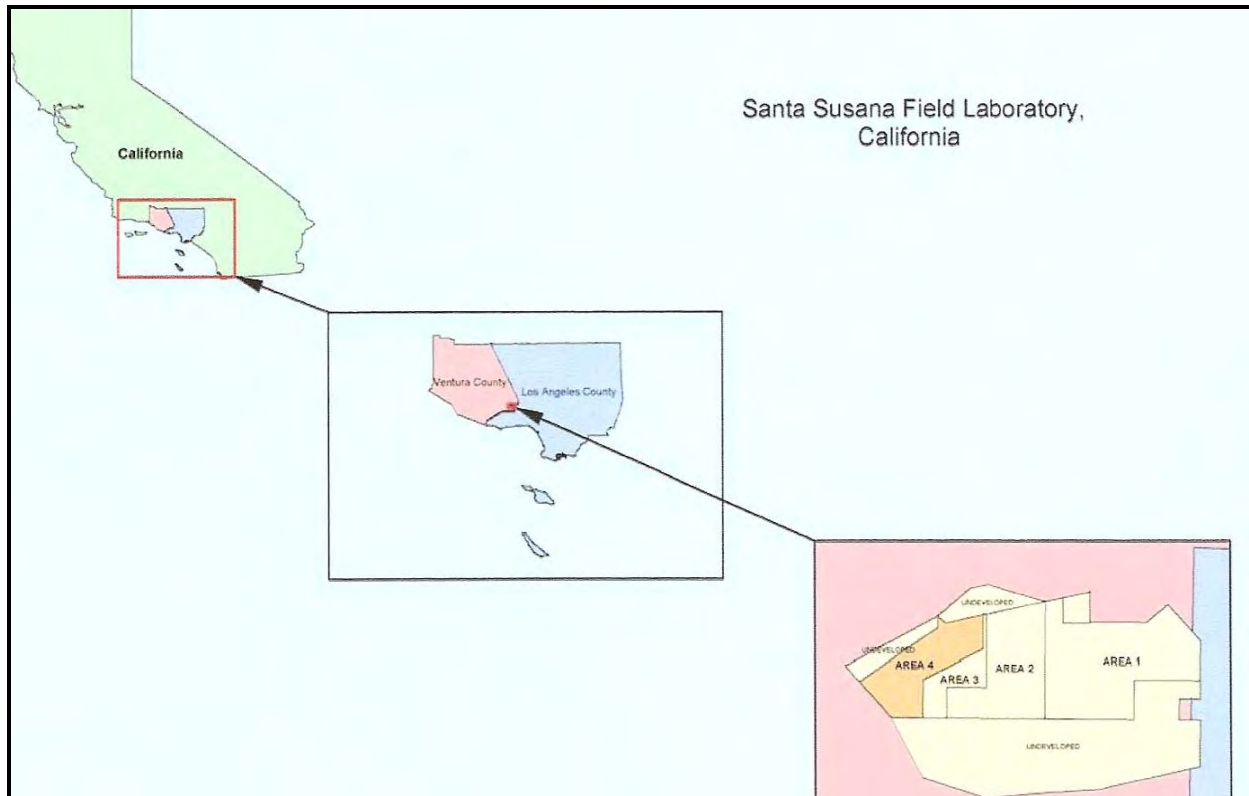 Santa Susana Field Laboratory,
California
California
Ventura County
Los Angeles County
UNDEVELOPED
UNDEVELOPED
AREA 4
AREA 3
AREA 2
AREA 1
UNDEVELOPED